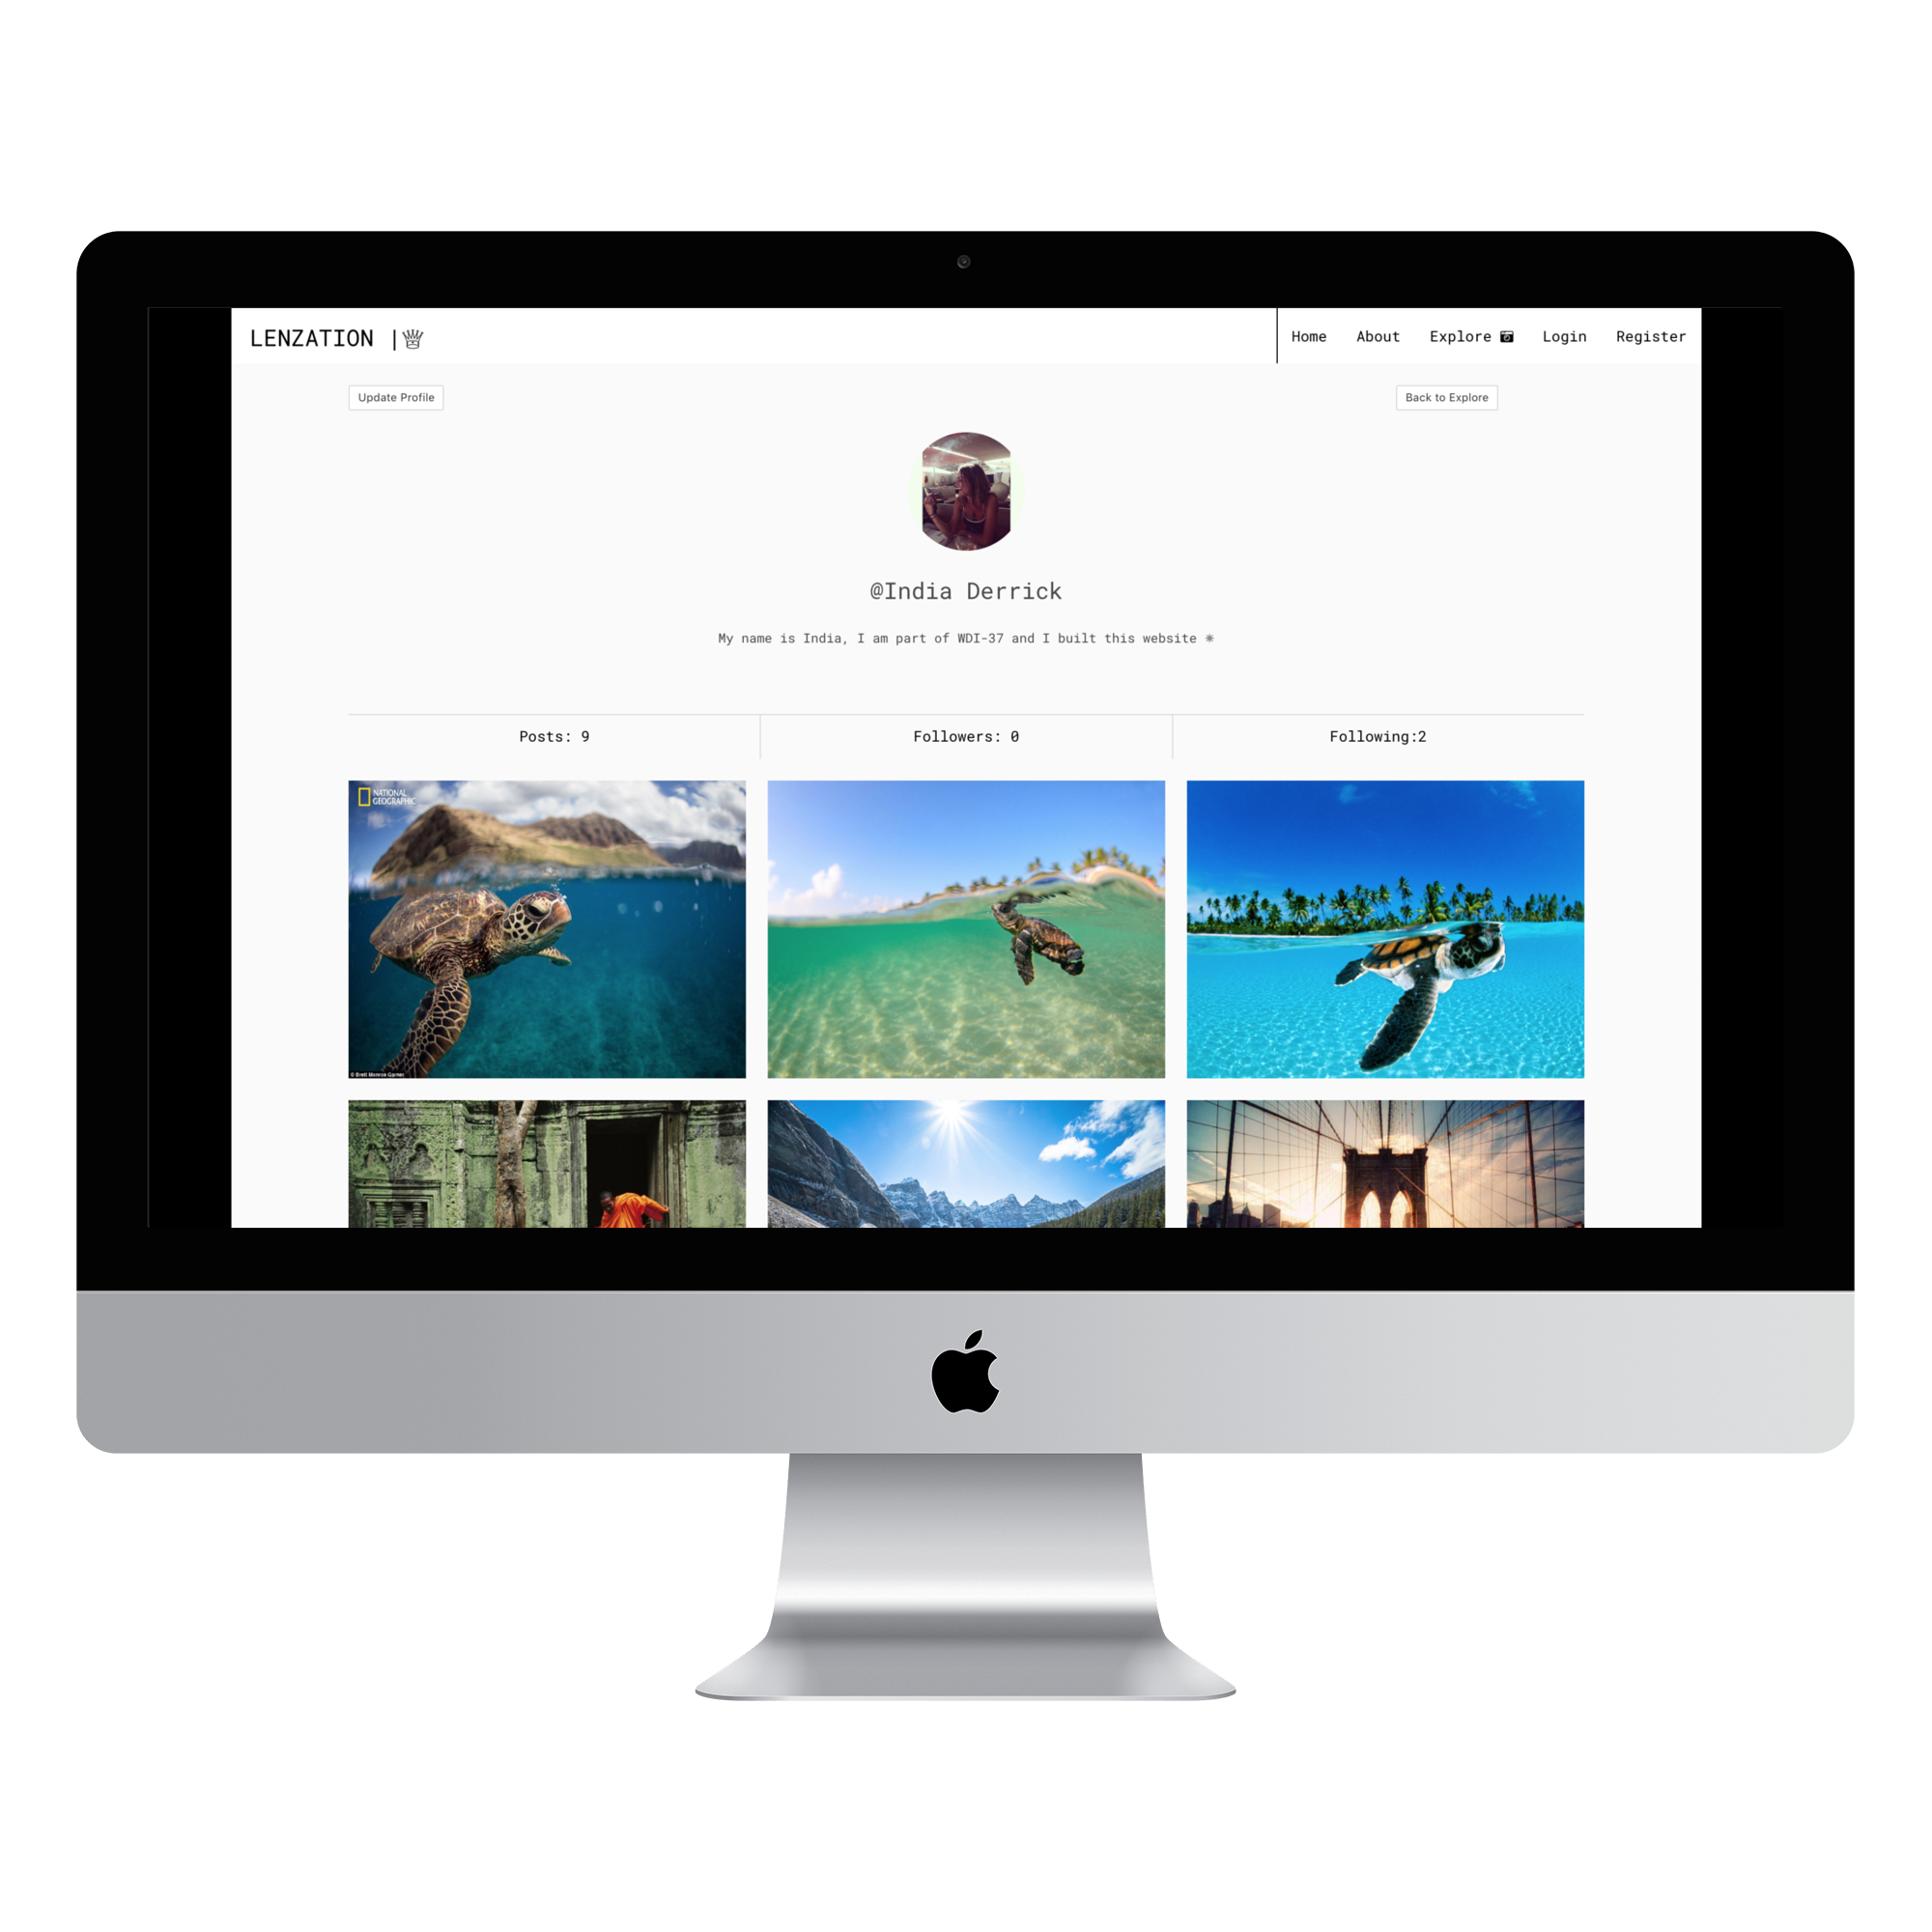 LENZATION |
Home About Explore Login Register
Update Profile
Back to Explore
@India Derrick
My name is India, I am part of WDI-37 and I built this website ☀
Posts: 9
Followers: 0
Following:2
NATIONAL
GEOGRAPHIC